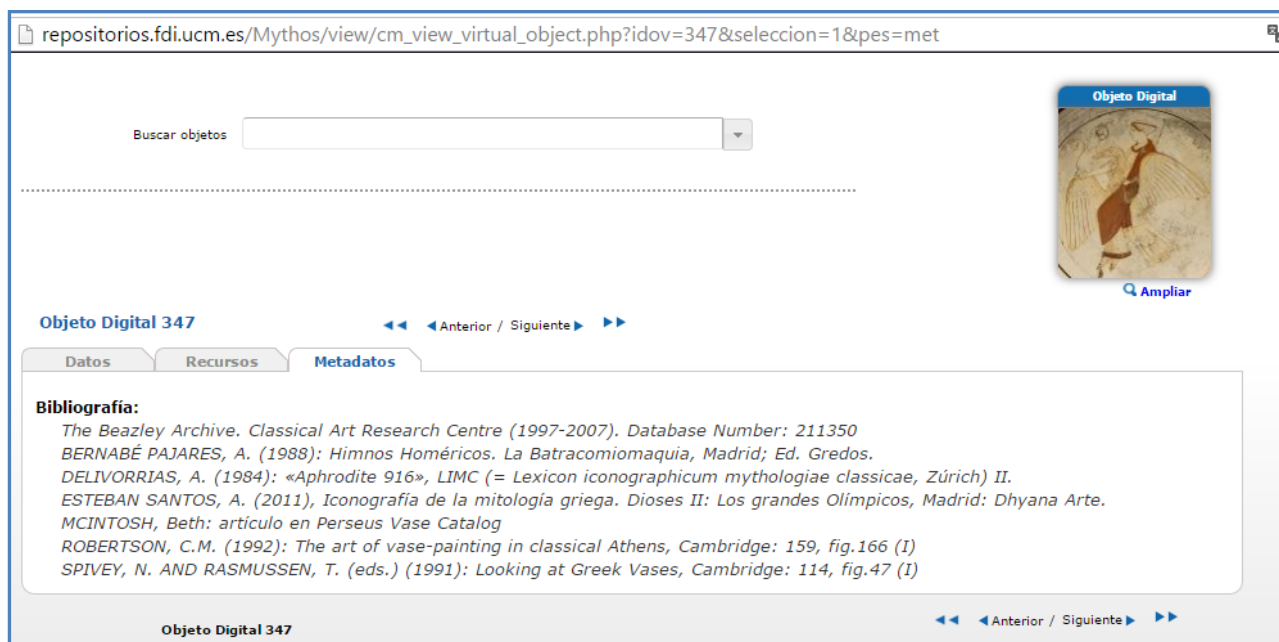 repositorios.fdi.ucm.es/Mythos/view/cm_view_virtual_object.php?idov=347&seleccion=1&pes=met
Objeto Digital
Buscar objetos
Ampliar
Objeto Digital 347
Anterior / Siguiente
Datos
Recursos
Metadatos
Bibliografía:
The Beazley Archive. Classical Art Research Centre (1997-2007). Database Number: 211350
BERNABÉ PAJARES, A. (1988): Himnos Homéricos. La Batracomiomaquia, Madrid; Ed. Gredos.
DELIVORRIAS, A. (1984): «Aphrodite 916», LIMC (= Lexicon iconographicum mythologiae classicae, Zúrich) II.
ESTEBAN SANTOS, A. (2011), Iconografía de la mitología griega. Dioses II: Los grandes Olímpicos, Madrid: Dhyana Arte.
MCINTOSH, Beth: artículo en Perseus Vase Catalog
ROBERTSON, C.M. (1992): The art of vase-painting in classical Athens, Cambridge: 159, fig.166 (I)
SPIVEY, N. AND RASMUSSEN, T. (eds.) (1991): Looking at Greek Vases, Cambridge: 114, fig.47 (I)
Anterior / Siguiente
Objeto Digital 347